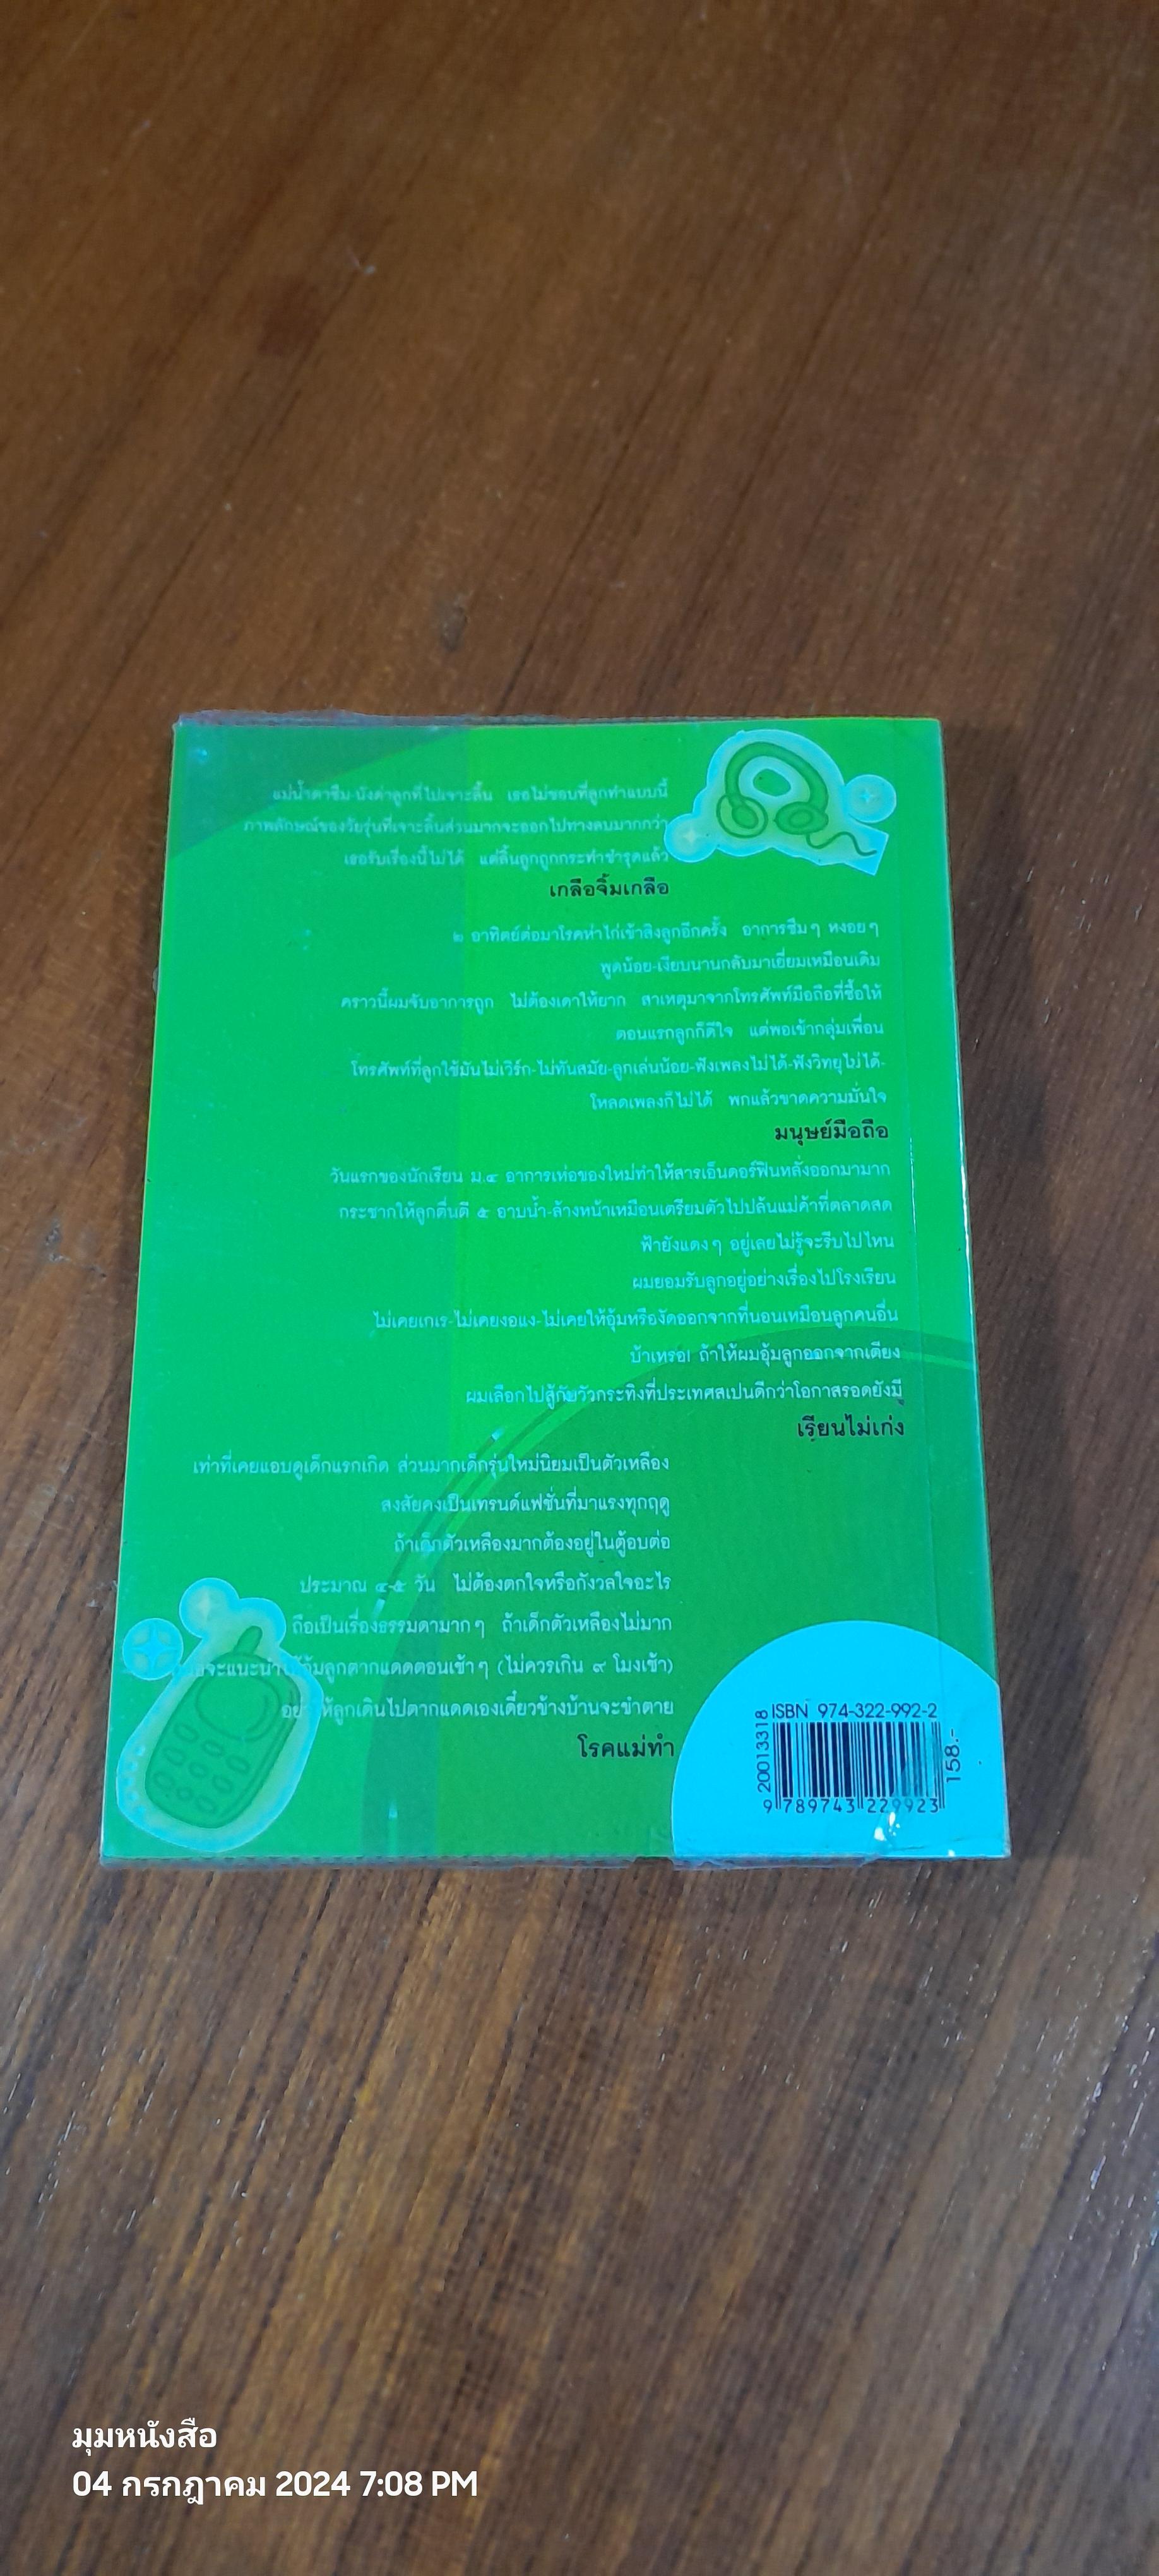 แม่น้ำตาซึม-นั่งด่าลูกที่ไปเจาะลิ้น เธอไม่ชอบที่ลูกทำแบบนี้
ภาพลักษณ์ของวัยรุ่นที่เจาะลิ้นส่วนมากจะออกไปทางลบมากกว่า
เธอรับเรื่องนี้ไม่ได้ แต่ลิ้นลูกถูกกระทำชำรุดแล้ว
เกลือจิ้มเกลือ
๒ อาทิตย์ต่อมาโรคห่าไก่เข้าสิงลูกอีกครั้ง อาการซึมๆ หงอยๆ
พูดน้อย-เงียบนานกลับมาเยี่ยมเหมือนเดิม
คราวนี้ผมจับอาการถูก ไม่ต้องเดาให้ยาก สาเหตุมาจากโทรศัพท์มือถือที่ซื้อให้
ตอนแรกลูกก็ดีใจ แต่พอเข้ากลุ่มเพื่อน
โทรศัพท์ที่ลูกใช้มันไม่เวิร์ก-ไม่ทันสมัย-ลูกเล่นน้อย-ฟังเพลงไม่ได้-ฟังวิทยุไม่ได้-
โหลดเพลงก็ไม่ได้ พกแล้วขาดความมั่นใจ
มนุษย์มือถือ
วันแรกของนักเรียน ม.๔ อาการเห่อของใหม่ทำให้สารเอ็นดอร์ฟินหลั่งออกมามาก
กระชากให้ลูกตื่นตี ๕ อาบน้ำ-ล้างหน้าเหมือนเตรียมตัวไปปล้นแม่ค้าที่ตลาดสด
ฟ้ายังแดงๆ อยู่เลยไม่รู้จะรีบไปไหน
ผมยอมรับลูกอยู่อย่างเรื่องไปโรงเรียน
ไม่เคยเกเร-ไม่เคยงอแง-ไม่เคยให้อุ้มหรืองัดออกจากที่นอนเหมือนลูกคนอื่น
บ้าเหรอ! ถ้าให้ผมอุ้มลูกออกจากเตียง
ผมเลือกไปสู้กับวัวกระทิงที่ประเทศสเปนดีกว่าโอกาสรอดยังมี
เรียนไม่เก่ง
เท่าที่เคยแอบดูเด็กแรกเกิด ส่วนมากเด็กรุ่นใหม่นิยมเป็นตัวเหลือง
สงสัยคงเป็นเทรนด์แฟชั่นที่มาแรงทุกฤดู
ถ้าเด็กตัวเหลืองมากต้องอยู่ในตู้อบต่อ
ประมาณ ๔-๕ วัน ไม่ต้องตกใจหรือกังวลใจอะไร
ถือเป็นเรื่องธรรมดามากๆ ถ้าเด็กตัวเหลืองไม่มาก
จะแนะนำให้อุ้มลูกตากแดดตอนเช้าๆ (ไม่ควรเกิน ๙ โมงเช้า)
อย่าให้ลูกเดินไปตากแดดเองเดี๋ยวข้างบ้านจะขำตาย
โรคแม่ทำ
ISBN 974-322-992-2
20013318
158.-
9 789743 229923
มุมหนังสือ
04 กรกฎาคม 2024 7:08 PM